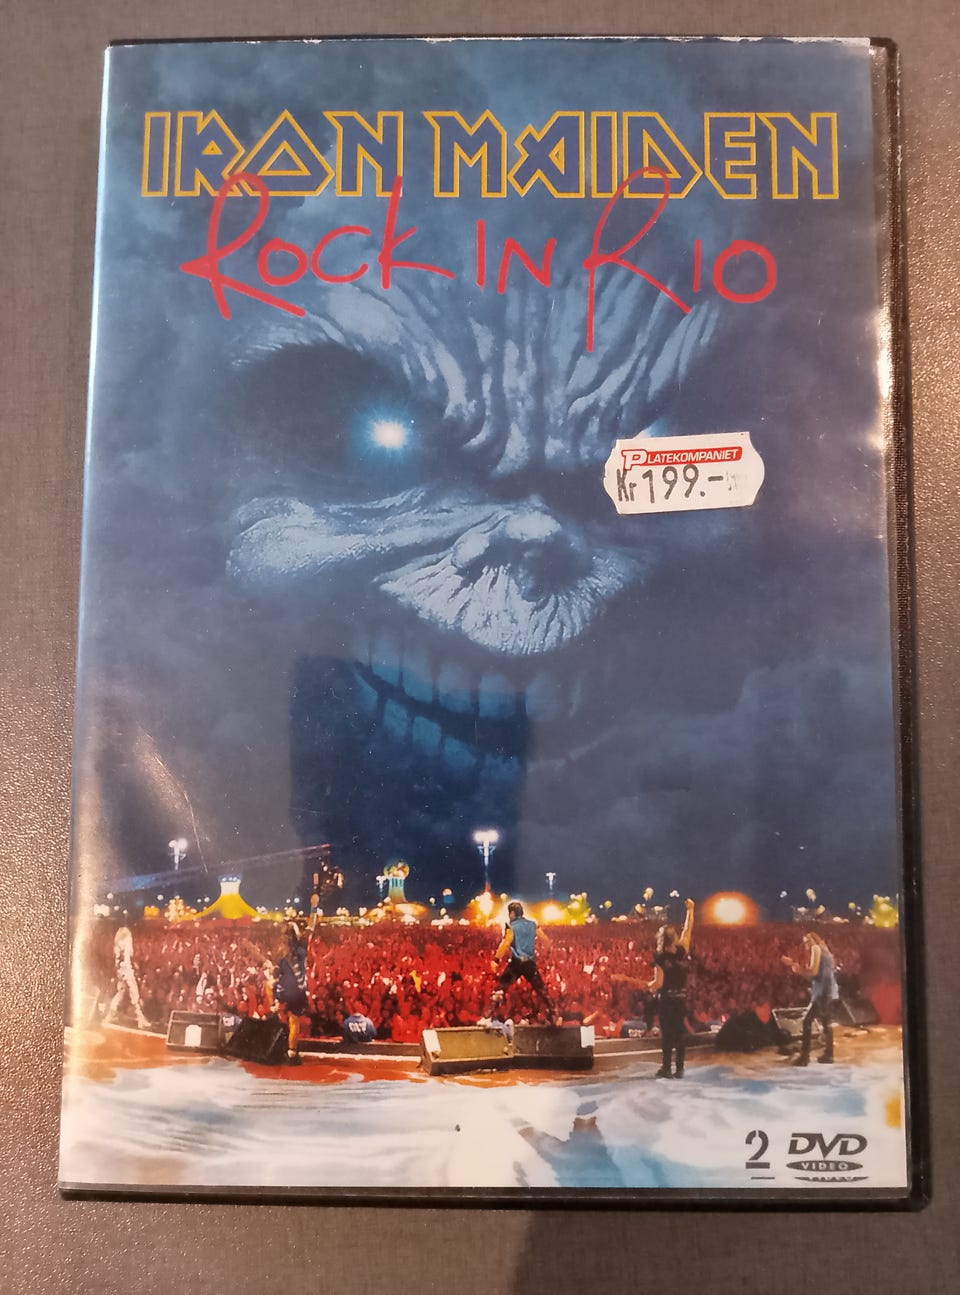 IRON MAIDEN
ROCK IN RIO
PLATEKOMPANIET
Kr 199.-
2 DVD
VIDEO